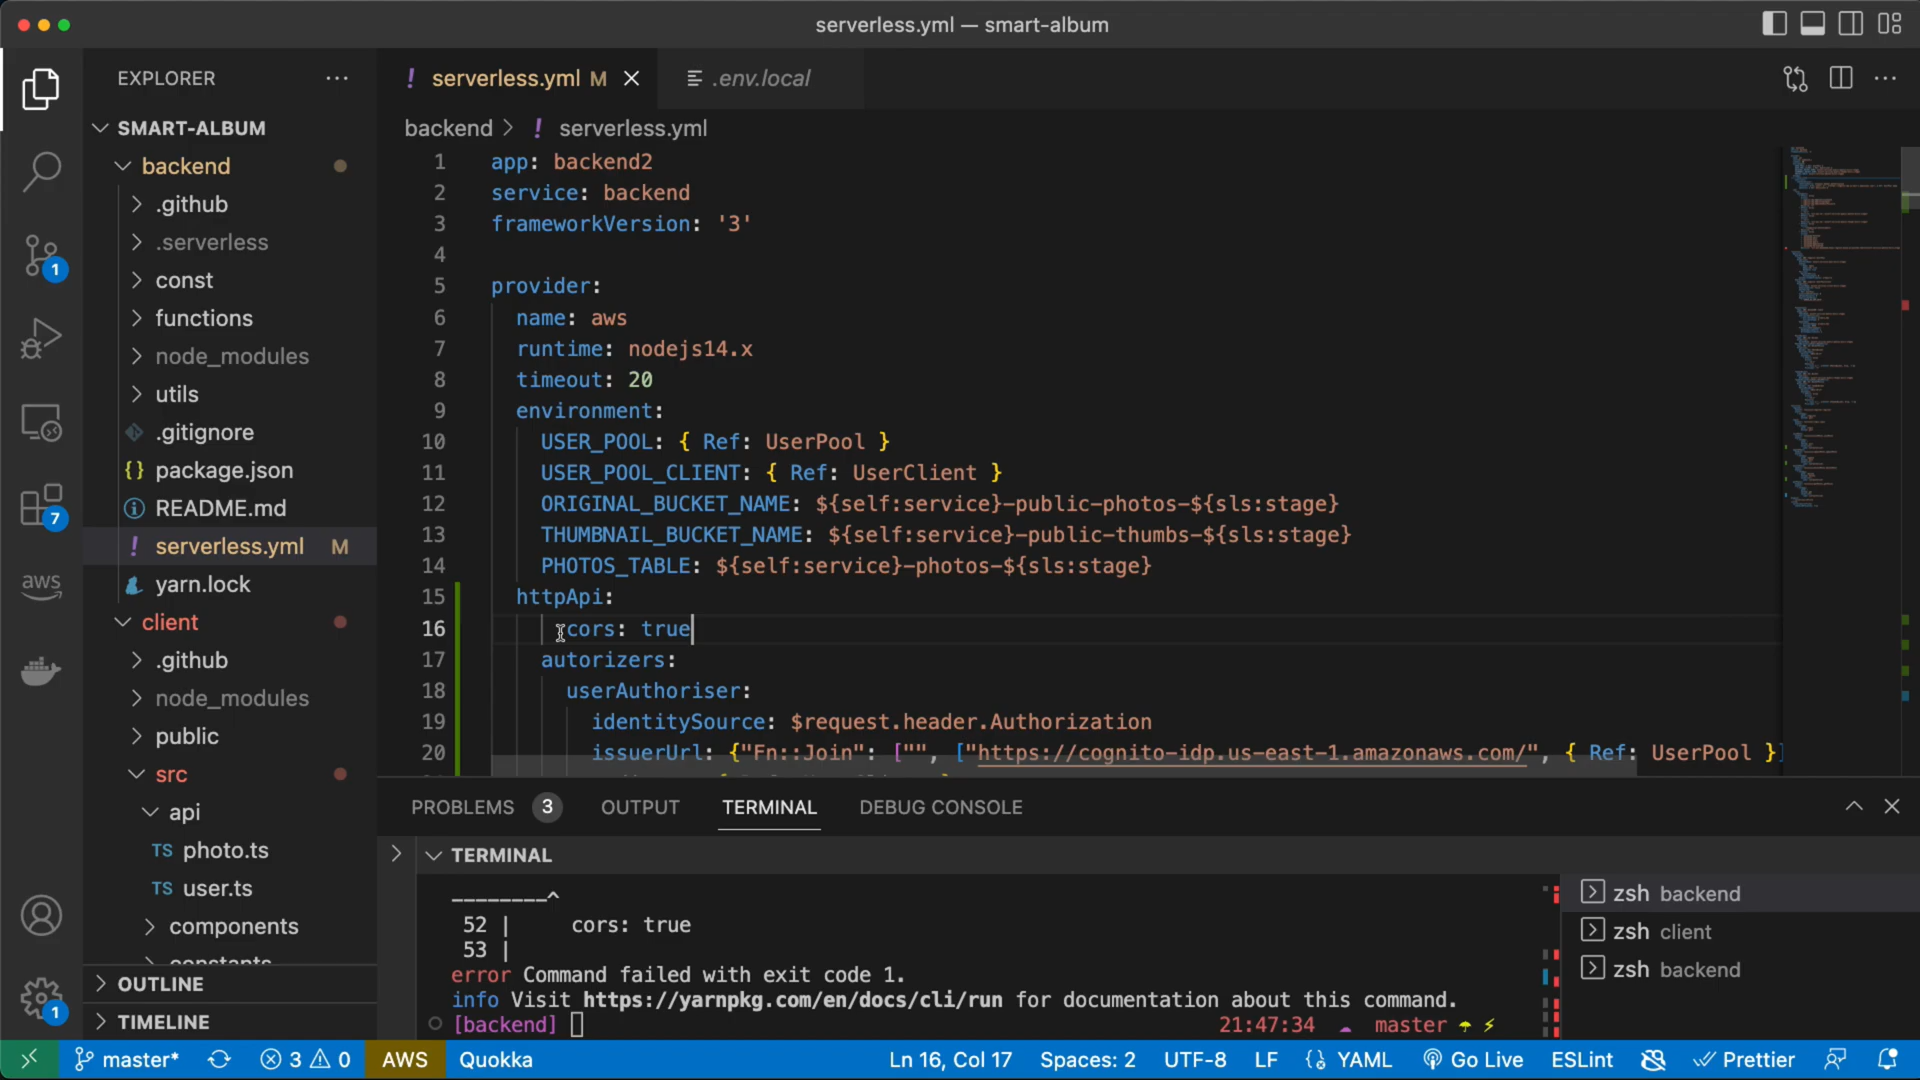 serverless.yml — smart-album
EXPLORER
SMART-ALBUM
backend
.github
.serverless
const
functions
node_modules
utils
.gitignore
package.json
README.md
serverless.yml M
yarn.lock
client
.github
node_modules
public
src
api
TS photo.ts
TS user.ts
components
constants
OUTLINE
TIMELINE
1
7
aws
1
! serverless.yml M
.env.local
backend > ! serverless.yml
1 app: backend2
2 service: backend
3 frameworkVersion: '3'
4
5 provider:
6 name: aws
7 runtime: nodejs14.x
8 timeout: 20
9 environment:
10 USER_POOL: { Ref: UserPool }
11 USER_POOL_CLIENT: { Ref: UserClient }
12 ORIGINAL_BUCKET_NAME: ${self:service}-public-photos-${sls:stage}
13 THUMBNAIL_BUCKET_NAME: ${self:service}-public-thumbs-${sls:stage}
14 PHOTOS_TABLE: ${self:service}-photos-${sls:stage}
15 httpApi:
16 cors: true
17 autorizers:
18 userAuthoriser:
19 identitySource: $request.header.Authorization
20 issuerUrl: {"Fn::Join": ["", ["https://cognito-idp.us-east-1.amazonaws.com/", { Ref: UserPool }]
PROBLEMS 3 OUTPUT TERMINAL DEBUG CONSOLE
TERMINAL
---------^
52 | cors: true
53 |
error Command failed with exit code 1.
info Visit https://yarnpkg.com/en/docs/cli/run for documentation about this command.
[backend] 21:47:34 master
zsh backend
zsh client
zsh backend
master* 3 0 AWS Quokka Ln 16, Col 17 Spaces: 2 UTF-8 LF YAML Go Live ESLint Prettier